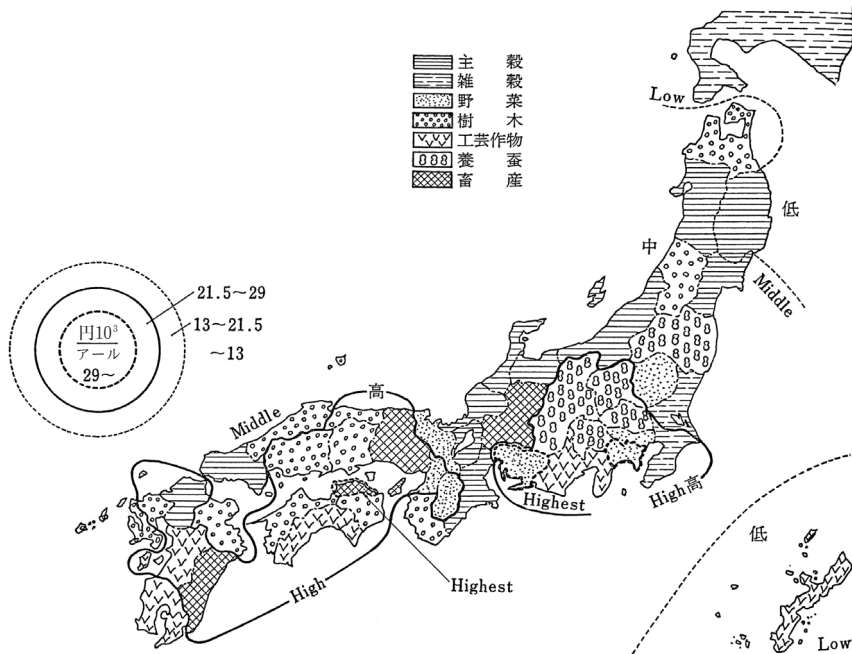 主 穀
雑 穀
野 菜
樹 木
工芸作物
養 蚕
畜 産
Low
低
中
Middle
21.5～29
13～21.5
～13
円10³
アール
29～
高
Middle
Highest
High高
High
Highest
低
Low